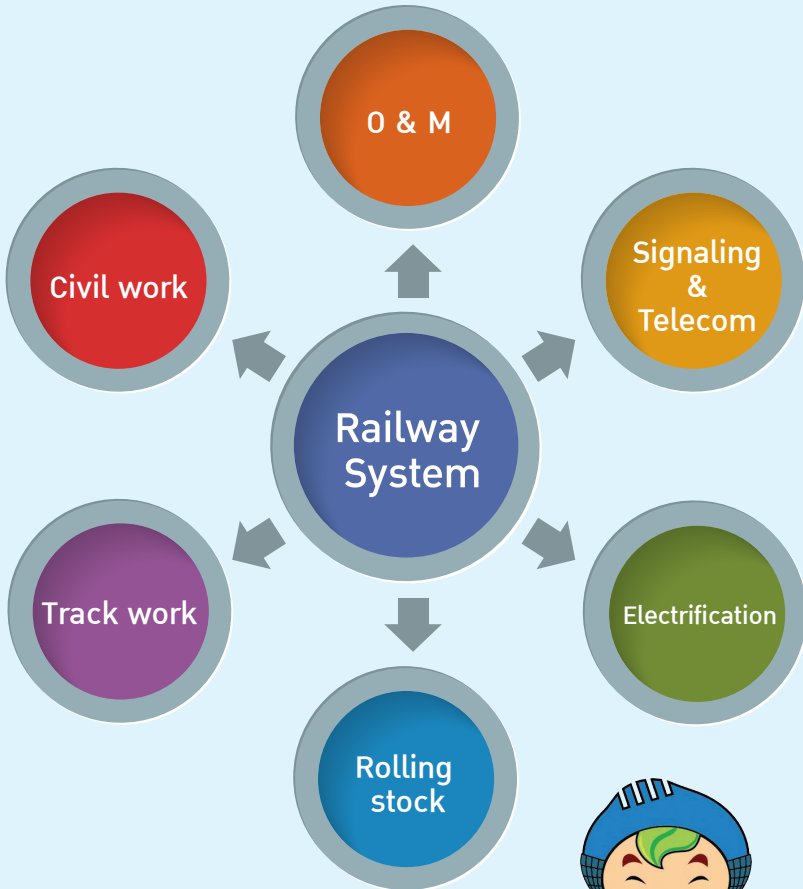 O & M
Civil work
Signaling
&
Telecom
Railway
System
Track work
Electrification
Rolling
stock